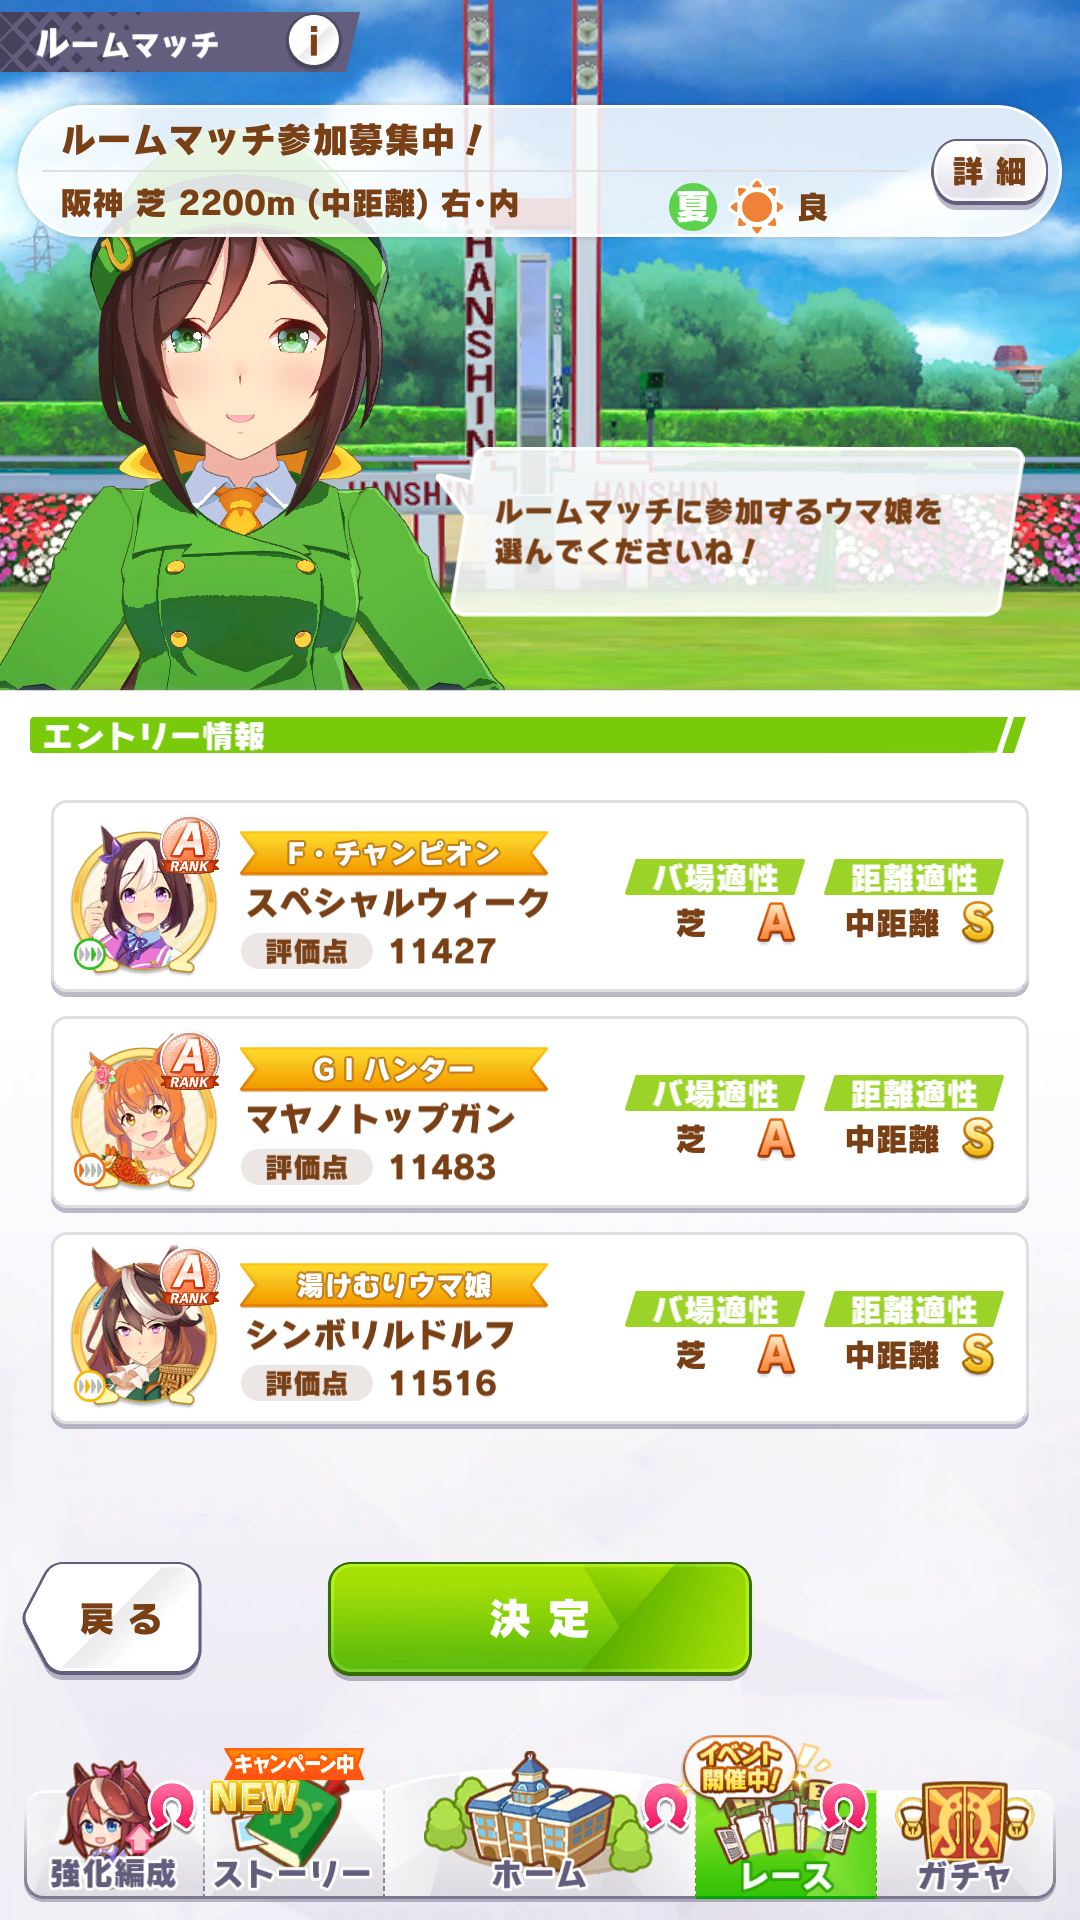 ルームマッチ
i
ルームマッチ参加募集中！
阪神 芝 2200m (中距離) 右・内
夏
良
詳細
HANSHIN
HANSHIN
HANSHIN
HANSHIN
ルームマッチに参加するウマ娘を
選んでくださいね！
エントリー情報
A
RANK
F・チャンピオン
スペシャルウィーク
評価点 11427
バ場適性 距離適性
芝 A 中距離 S
A
RANK
GⅠハンター
マヤノトップガン
評価点 11483
バ場適性 距離適性
芝 A 中距離 S
A
RANK
湯けむりウマ娘
シンボリルドルフ
評価点 11516
バ場適性 距離適性
芝 A 中距離 S
戻る
決定
強化編成
キャンペーン中
NEW
ストーリー
ホーム
イベント
開催中!
レース
ガチャ